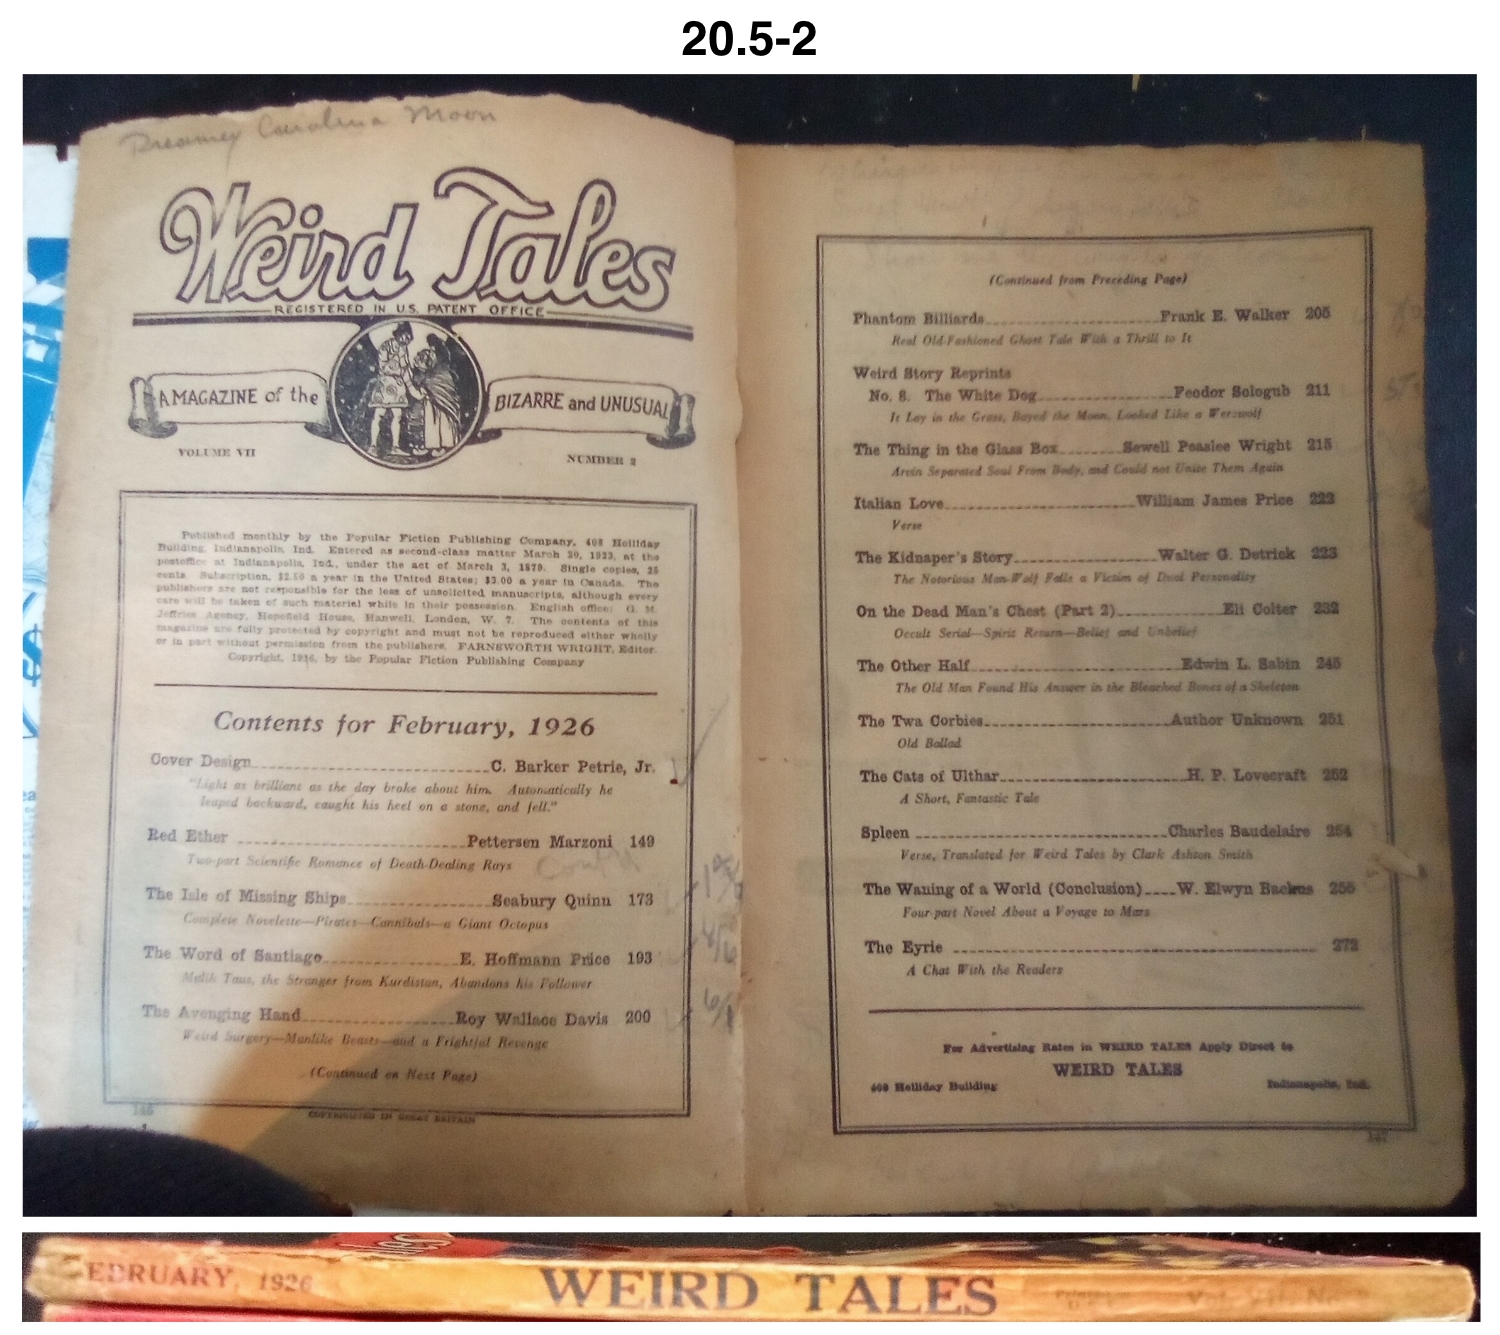 20.5-2
Dreamey Carolina Moon
Weird Tales
REGISTERED IN U.S. PATENT OFFICE
A MAGAZINE of the BIZARRE and UNUSUAL
VOLUME VII NUMBER 2
Published monthly by the Popular Fiction Publishing Company, 408 Holliday
Building, Indianapolis, Ind. Entered as second-class matter March 20, 1923, at the
postoffice at Indianapolis, Ind., under the act of March 3, 1879. Single copies, 25
cents. Subscription, $2.50 a year in the United States; $3.00 a year in Canada. The
publishers are not responsible for the loss of unsolicited manuscripts, although every
care will be taken of such material while in their possession. English office: G. M.
Jeffries Agency, Hopefield House, Hanwell, London, W. 7. The contents of this
magazine are fully protected by copyright and must not be reproduced either wholly
or in part without permission from the publishers. FARNSWORTH WRIGHT, Editor.
Copyright, 1926, by the Popular Fiction Publishing Company
Contents for February, 1926
Cover Design C. Barker Petrie, Jr.
"Light as brilliant as the day broke about him. Automatically he
leaped backward, caught his heel on a stone, and fell."
Red Ether Pettersen Marzoni 149
Two-part Scientific Romance of Death-Dealing Rays
The Isle of Missing Ships Seabury Quinn 173
Complete Novelette—Pirates—Cannibals—a Giant Octopus
The Word of Santiago E. Hoffmann Price 193
Malik Taus, the Stranger from Kurdistan, Abandons his Follower
The Avenging Hand Roy Wallace Davis 200
Weird Surgery—Manlike Beasts—and a Frightful Revenge
(Continued on Next Page)
146 COPYRIGHTED IN GREAT BRITAIN
(Continued from Preceding Page)
Phantom Billiards Frank E. Walker 205
Real Old-Fashioned Ghost Tale With a Thrill to It
Weird Story Reprints
No. 8. The White Dog Feodor Sologub 211
It Lay in the Grass, Bayed the Moon, Looked Like a Werewolf
The Thing in the Glass Box Sewell Peaslee Wright 215
Arvin Separated Soul From Body, and Could not Unite Them Again
Italian Love William James Price 223
Verse
The Kidnaper's Story Walter G. Detrick 223
The Notorious Man-Wolf Falls a Victim of Dual Personality
On the Dead Man's Chest (Part 2) Eli Colter 232
Occult Serial—Spirit Return—Belief and Unbelief
The Other Half Edwin L. Sabin 245
The Old Man Found His Answer in the Bleached Bones of a Skeleton
The Twa Corbies Author Unknown 251
Old Ballad
The Cats of Ulthar H. P. Lovecraft 252
A Short, Fantastic Tale
Spleen Charles Baudelaire 254
Verse, Translated for Weird Tales by Clark Ashton Smith
The Waning of a World (Conclusion) W. Elwyn Backus 255
Four-part Novel About a Voyage to Mars
The Eyrie 272
A Chat With the Readers
For Advertising Rates in WEIRD TALES Apply Direct to
WEIRD TALES
408 Holliday Building Indianapolis, Ind.
147
FEBRUARY, 1926 WEIRD TALES